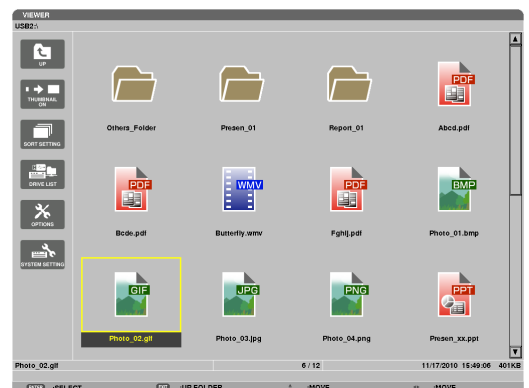 VIEWER
USB2:\
UP
THUMBNAIL
ON
SORT SETTING
DRIVE LIST
OPTIONS
SYSTEM SETTING
Others_Folder
Presen_01
Report_01
PDF
Abcd.pdf
PDF
Bcde.pdf
WMV
Butterfly.wmv
PDF
Fghij.pdf
BMP
Photo_01.bmp
GIF
Photo_02.gif
JPG
Photo_03.jpg
PNG
Photo_04.png
PPT
Presen_xx.ppt
Photo_02.gif
6 / 12
11/17/2010 15:49:06 401KB
ENTER :SELECT
EXIT :UP FOLDER
:MOVE
:MOVE